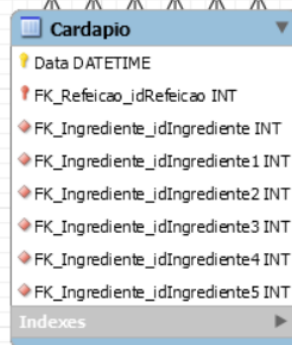 Cardapio
Data DATETIME
FK_Refeicao_idRefeicao INT
FK_Ingrediente_idIngrediente INT
FK_Ingrediente_idIngrediente1 INT
FK_Ingrediente_idIngrediente2 INT
FK_Ingrediente_idIngrediente3 INT
FK_Ingrediente_idIngrediente4 INT
FK_Ingrediente_idIngrediente5 INT
Indexes